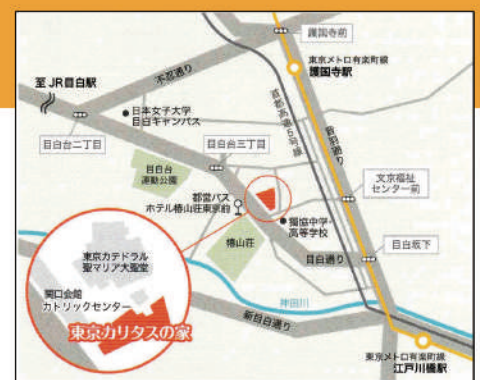 護国寺前
東京メトロ有楽町線
護国寺駅
至 JR目白駅
不忍通り
日本女子大学
目白キャンパス
首都高速5号線
音羽通り
目白台二丁目
目白台三丁目
目白台
運動公園
文京福祉
センター前
都営バス
ホテル椿山荘東京前
獨協中学・
高等学校
椿山荘
目白坂下
目白通り
東京カテドラル
聖マリア大聖堂
関口会館
カトリックセンター
東京カリタスの家
神田川
新目白通り
東京メトロ有楽町線
江戸川橋駅